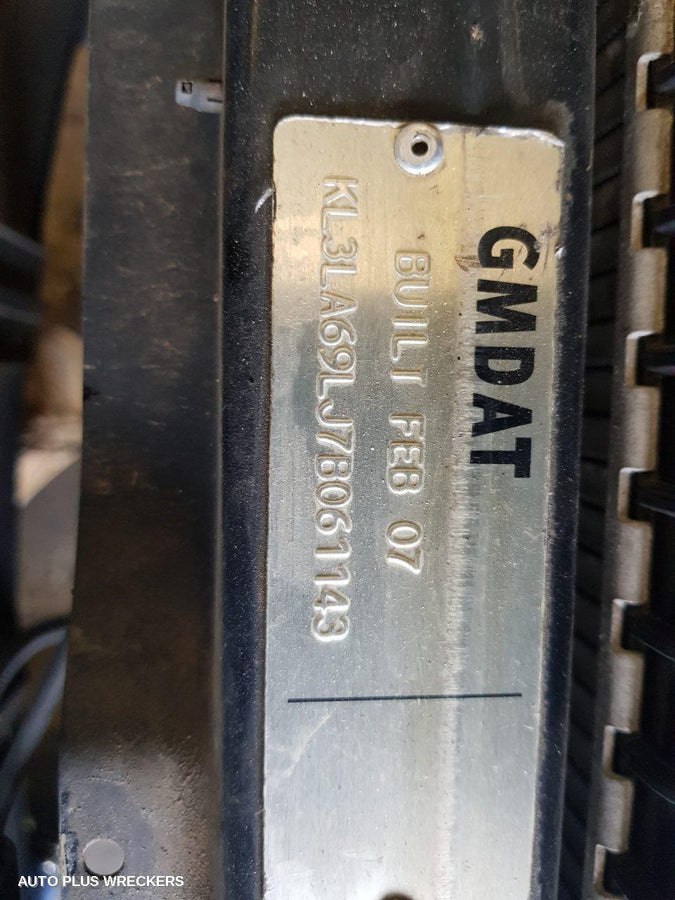 GMDAT
BUILT FEB 07
KL3LA69LJ7B061143
AUTO PLUS WRECKERS